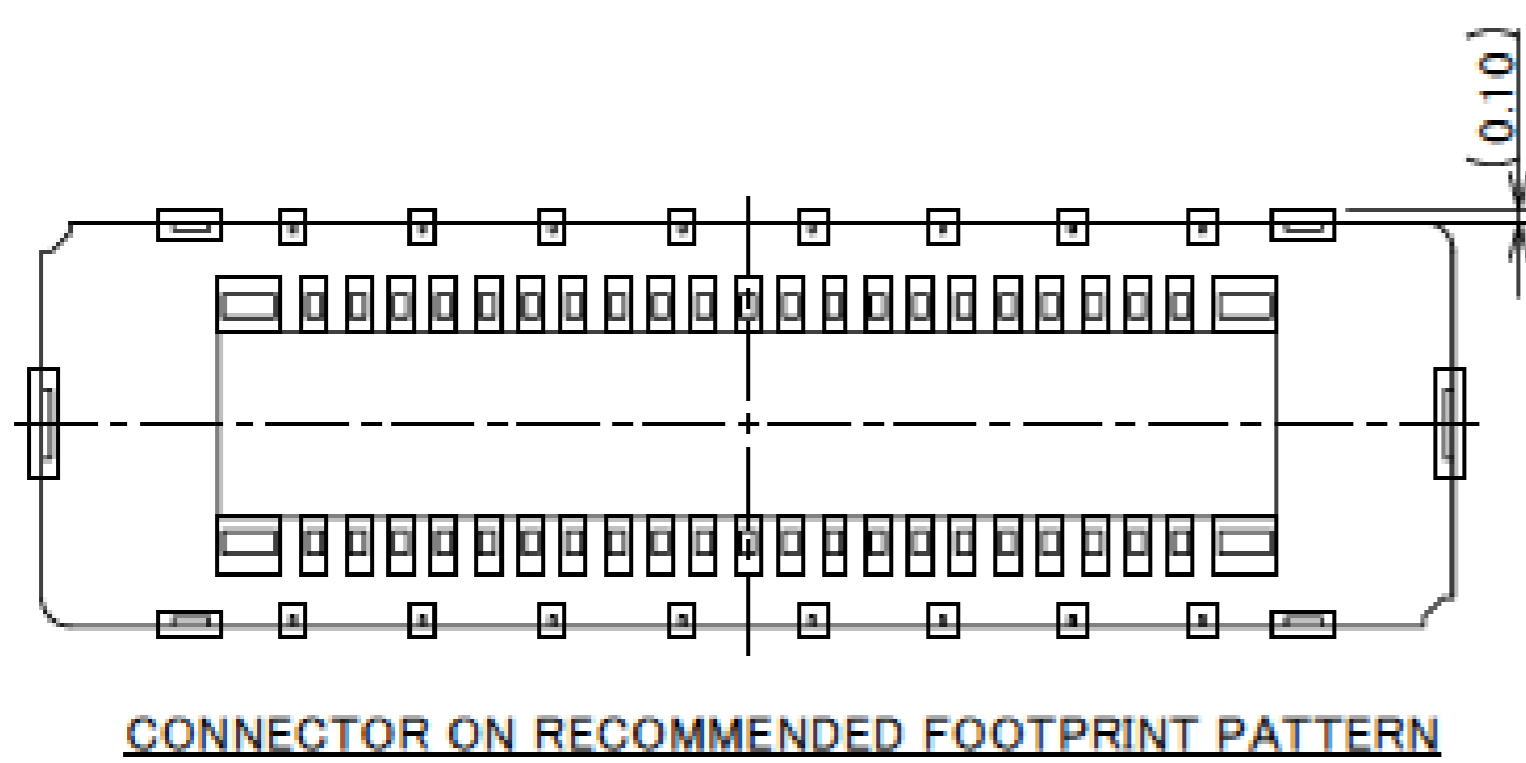 (0.10)
CONNECTOR ON RECOMMENDED FOOTPRINT PATTERN